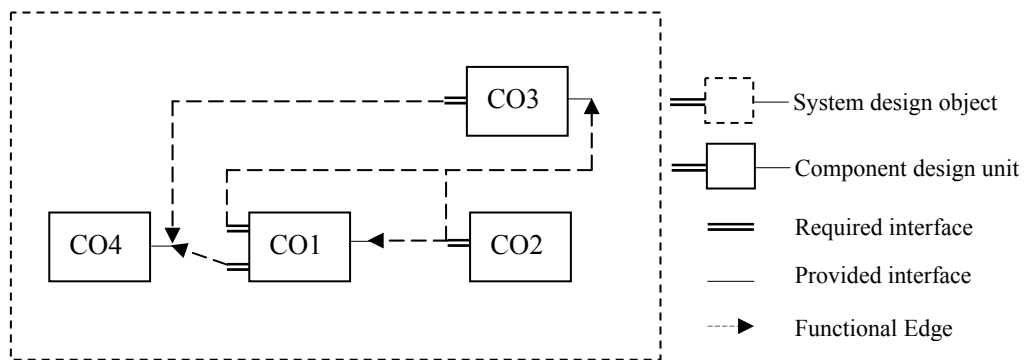 CO3
CO4
CO1
CO2
System design object
Component design unit
Required interface
Provided interface
Functional Edge